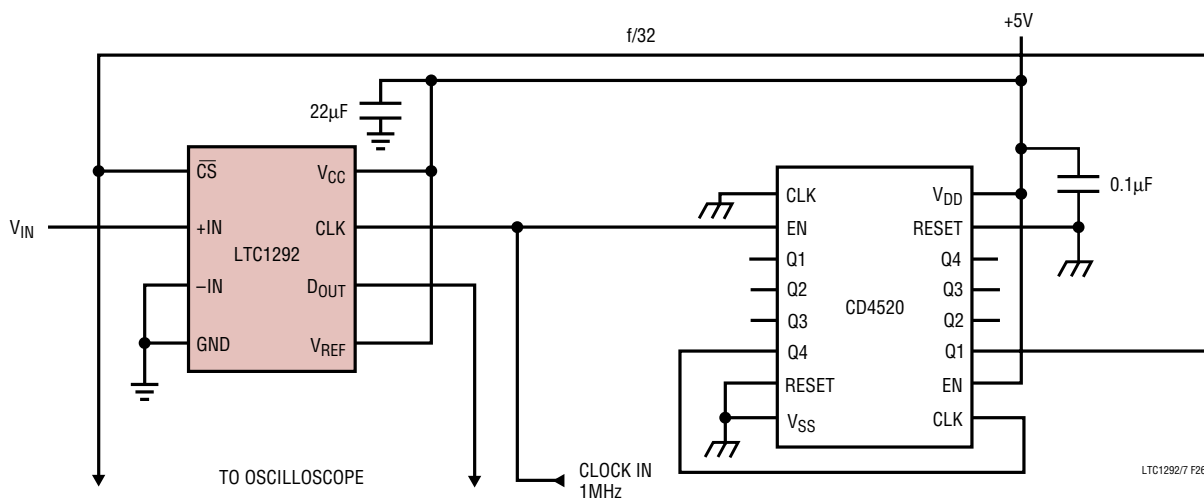 +5V
f/32
22µF
C̅S̅
VCC
CLK
VDD
0.1µF
VIN
+IN
CLK
EN
RESET
LTC1292
Q1
Q4
–IN
DOUT
Q2
CD4520
Q3
Q3
Q2
GND
VREF
Q4
Q1
RESET
EN
VSS
CLK
TO OSCILLOSCOPE
CLOCK IN
1MHz
LTC1292/7 F26